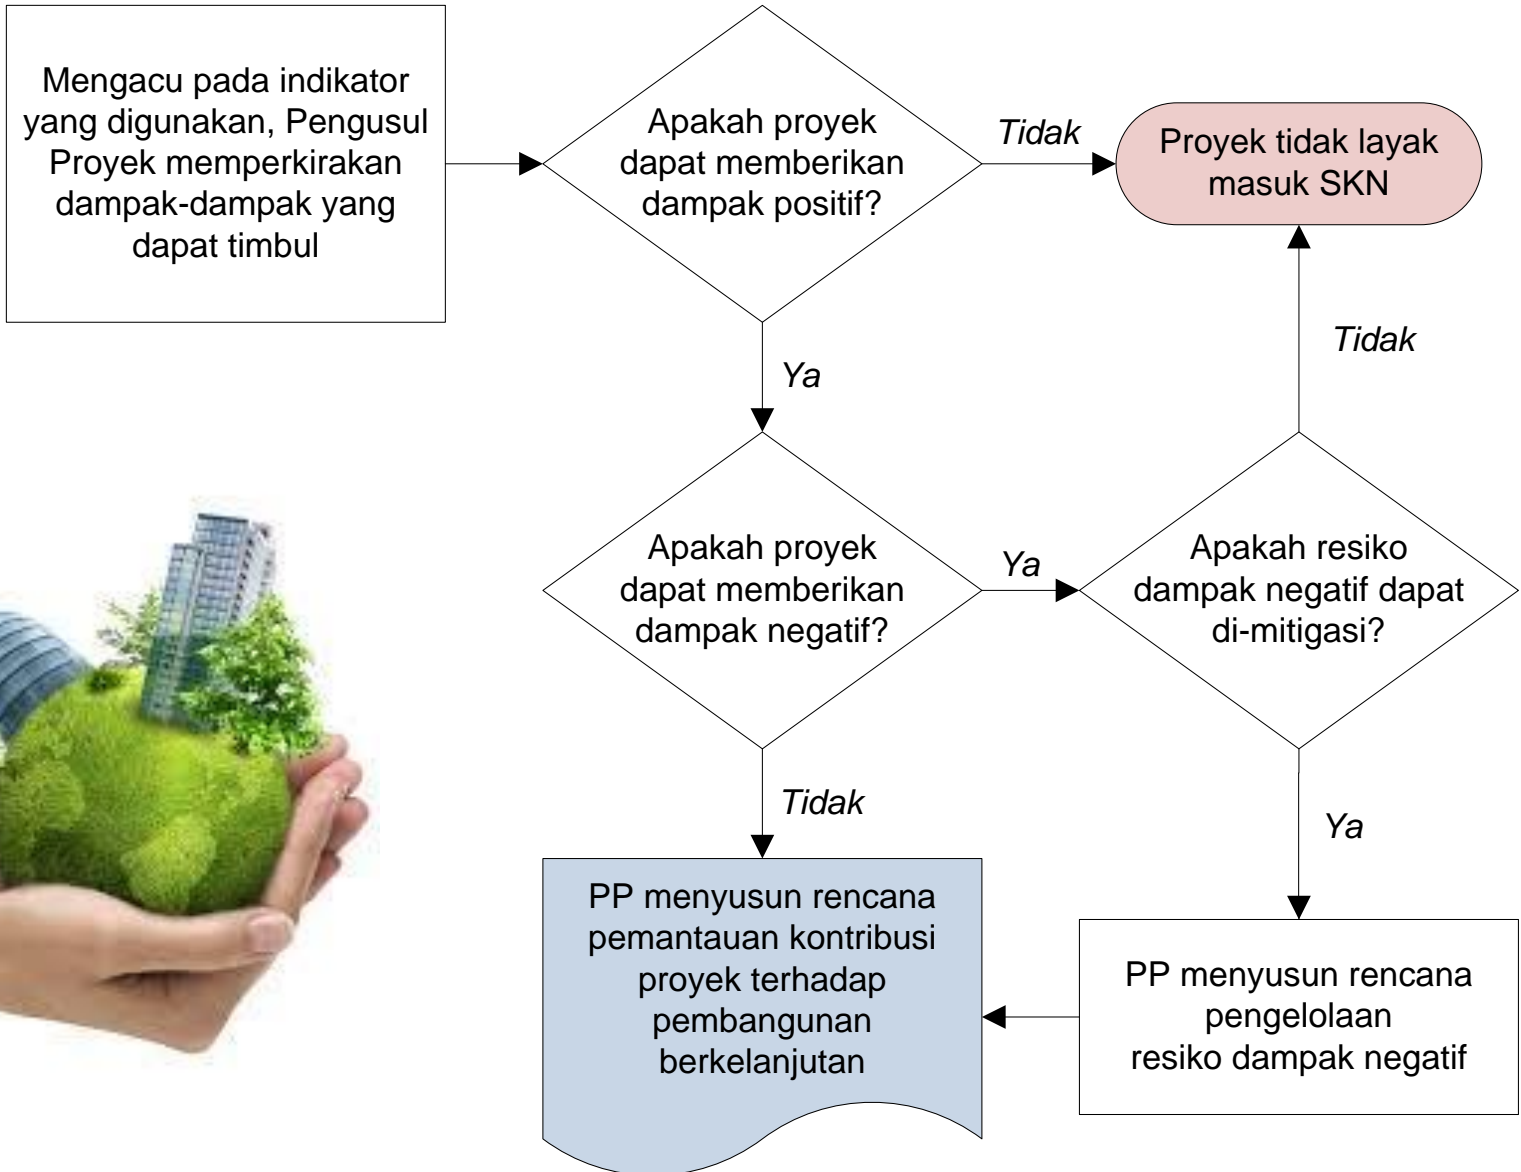 Mengacu pada indikator
yang digunakan, Pengusul
Proyek memperkirakan
dampak-dampak yang
dapat timbul
Apakah proyek
dapat memberikan
dampak positif?
Tidak
Proyek tidak layak
masuk SKN
Ya
Tidak
Apakah proyek
dapat memberikan
dampak negatif?
Ya
Apakah resiko
dampak negatif dapat
di-mitigasi?
Tidak
Ya
PP menyusun rencana
pemantauan kontribusi
proyek terhadap
pembangunan
berkelanjutan
PP menyusun rencana
pengelolaan
resiko dampak negatif